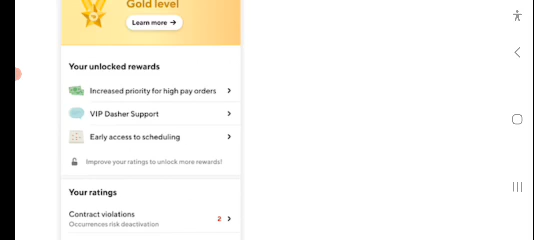 Gold level
Learn more →
Your unlocked rewards
Increased priority for high pay orders
VIP Dasher Support
Early access to scheduling
Improve your ratings to unlock more rewards!
Your ratings
Contract violations
2
Occurrences risk deactivation